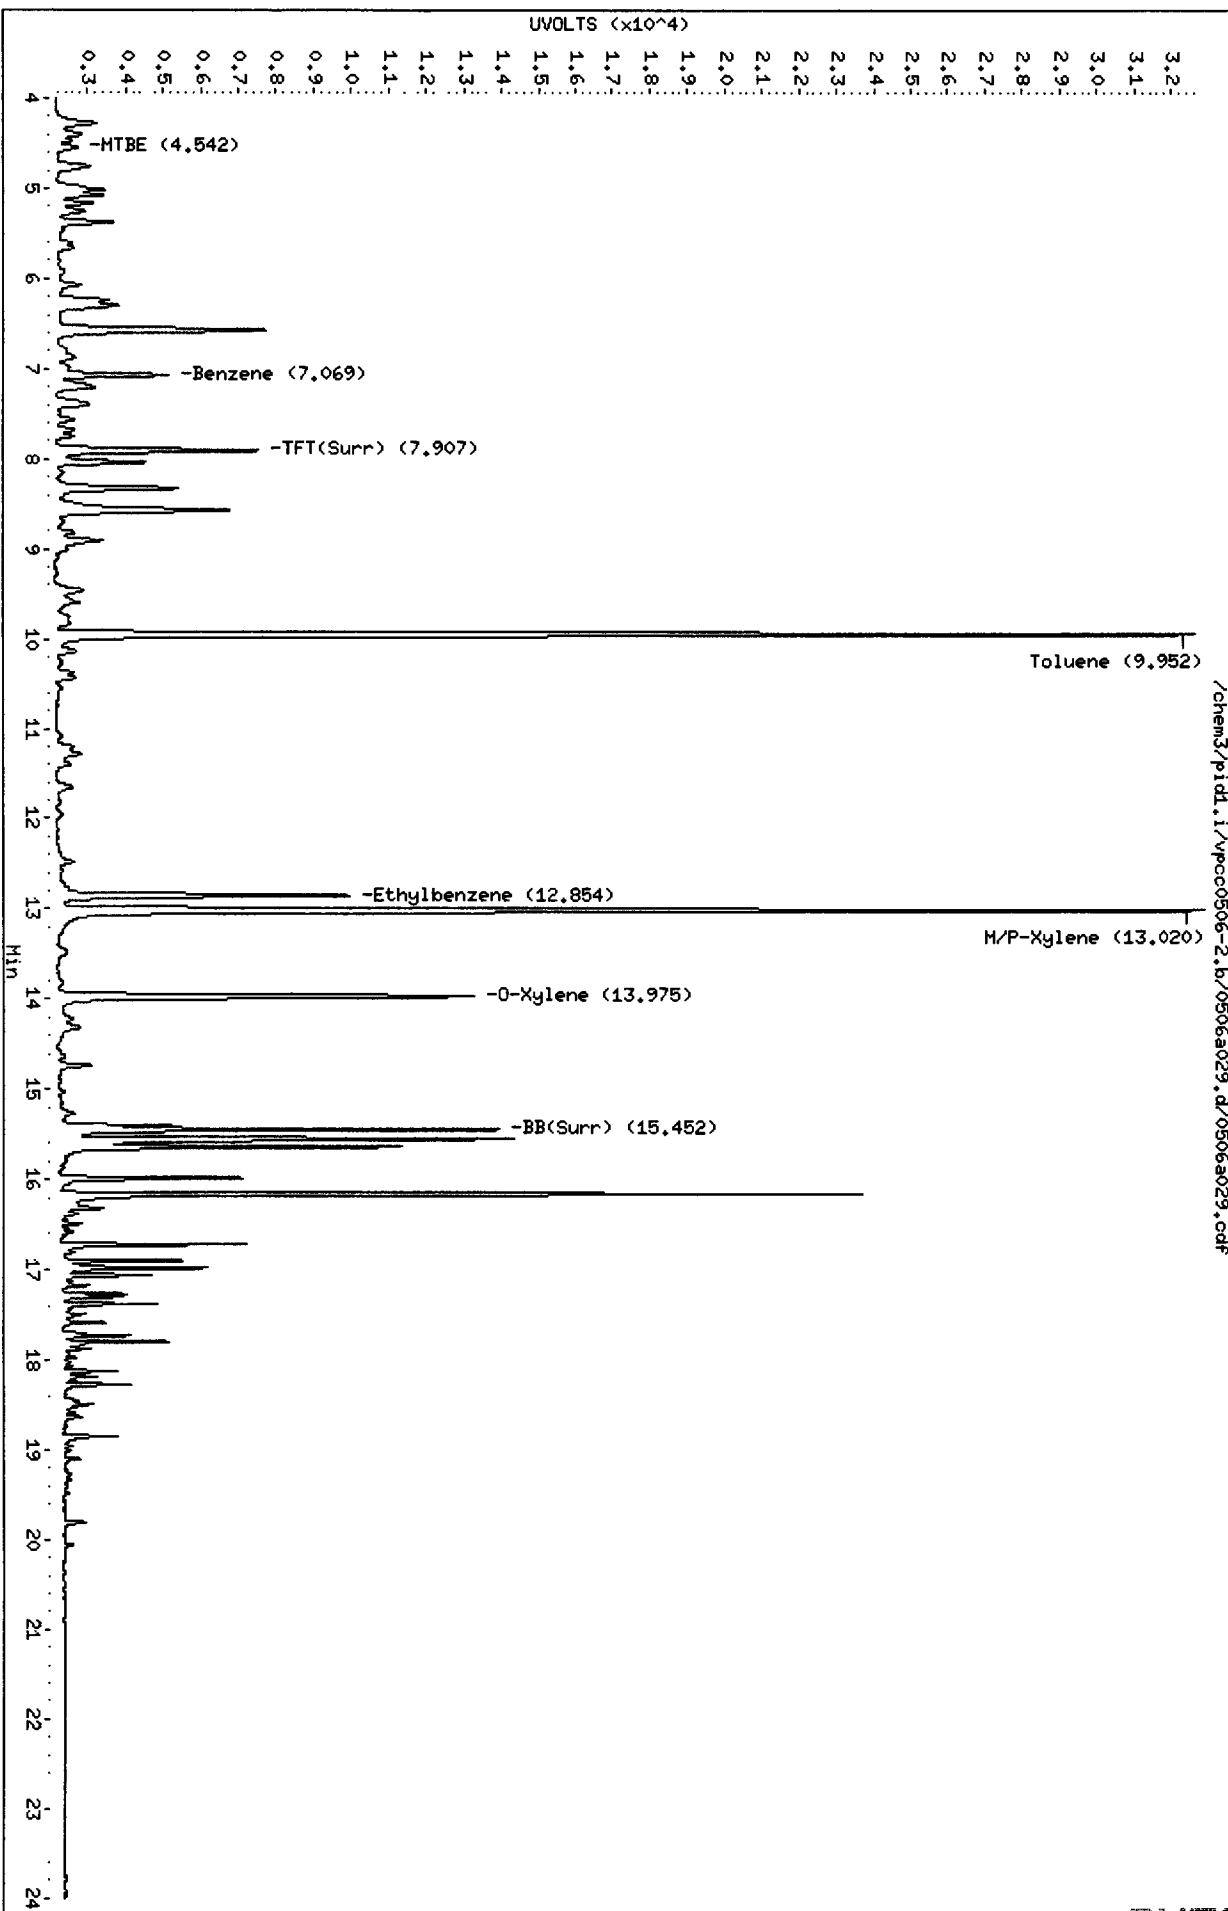 /chem3/pid1.i/vpcc0506-2.b/0506a029.d/0506a029.cdf
UVOLTS (x10^4)
3.2
3.1
3.0
2.9
2.8
2.7
2.6
2.5
2.4
2.3
2.2
2.1
2.0
1.9
1.8
1.7
1.6
1.5
1.4
1.3
1.2
1.1
1.0
0.9
0.8
0.7
0.6
0.5
0.4
0.3
-MTBE (4.542)
-Benzene (7.069)
-TFT(Surr) (7.907)
Toluene (9.952)
-Ethylbenzene (12.854)
M/P-Xylene (13.020)
-O-Xylene (13.975)
-BB(Surr) (15.452)
4 5 6 7 8 9 10 11 12 13 14 15 16 17 18 19 20 21 22 23 24
Min